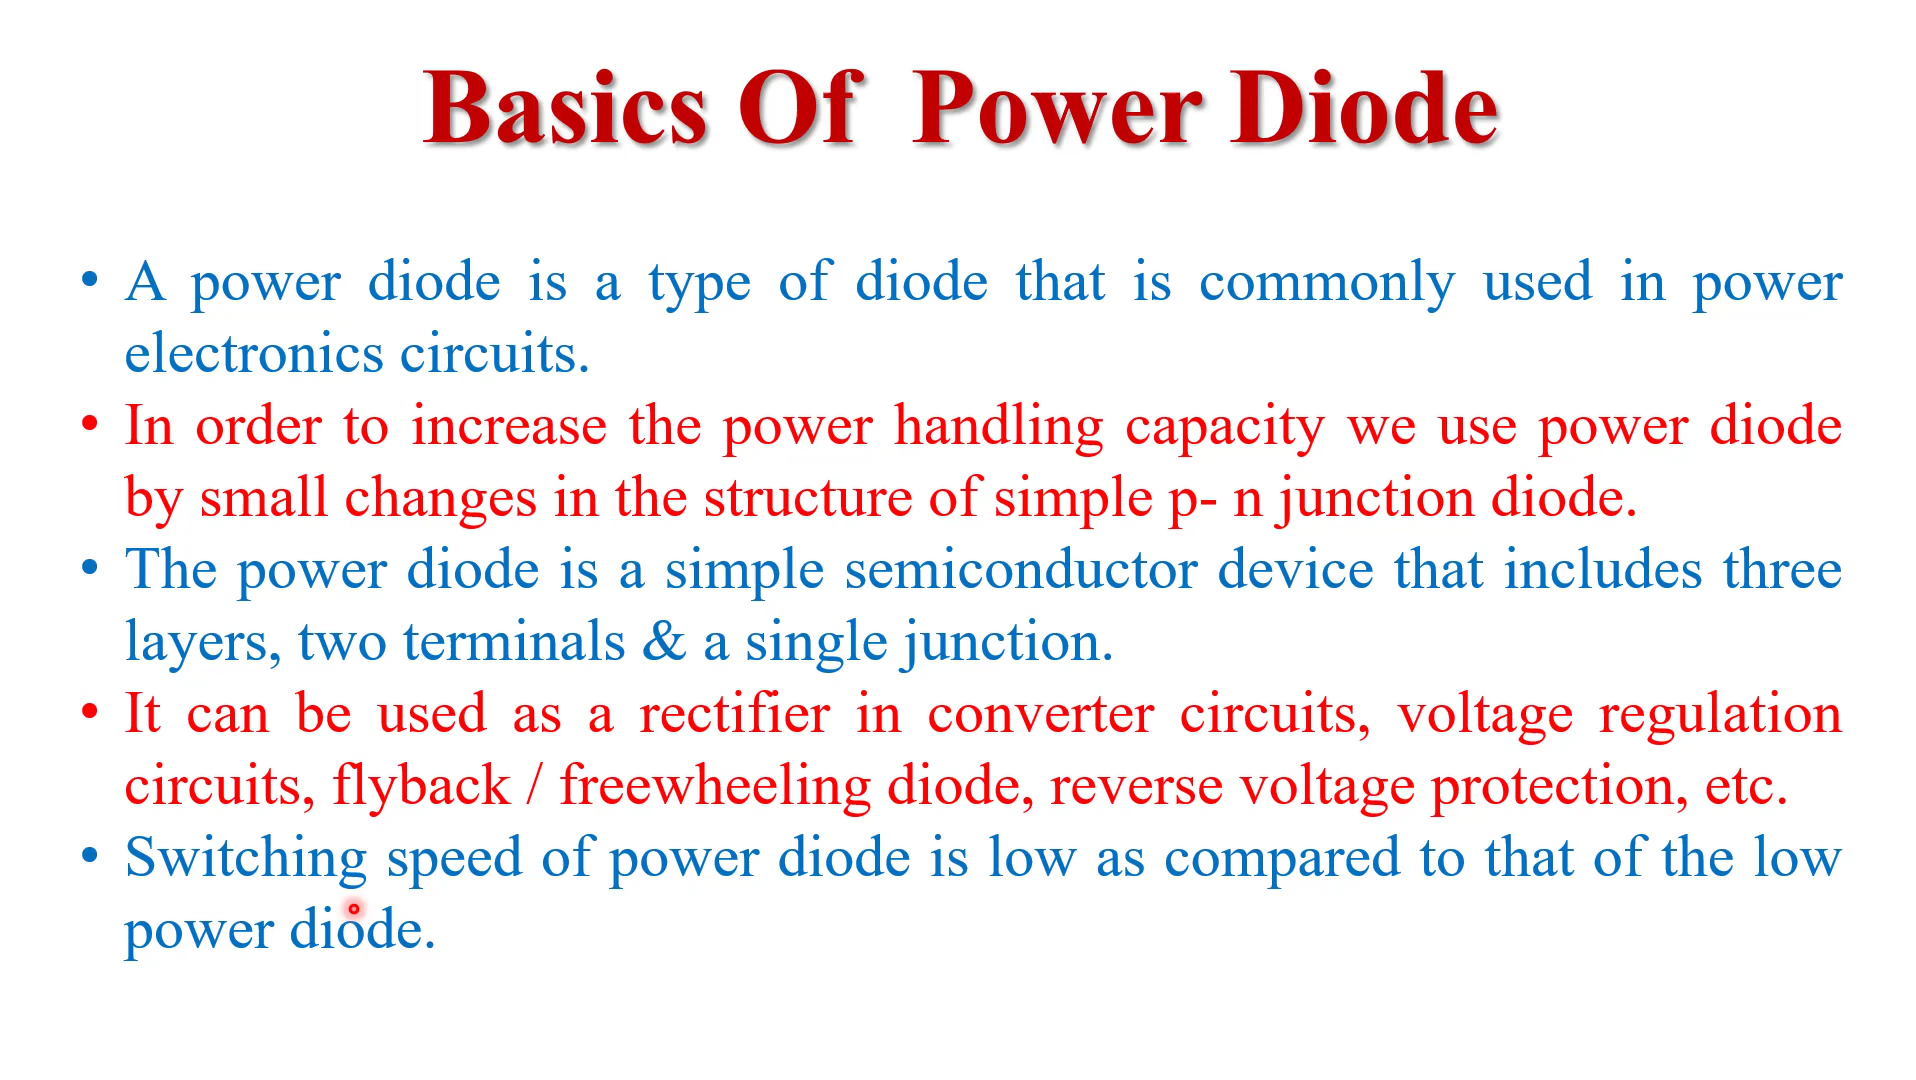 Basics Of Power Diode
• A power diode is a type of diode that is commonly used in power
electronics circuits.
• In order to increase the power handling capacity we use power diode
by small changes in the structure of simple p- n junction diode.
• The power diode is a simple semiconductor device that includes three
layers, two terminals & a single junction.
• It can be used as a rectifier in converter circuits, voltage regulation
circuits, flyback / freewheeling diode, reverse voltage protection, etc.
• Switching speed of power diode is low as compared to that of the low
power diode.